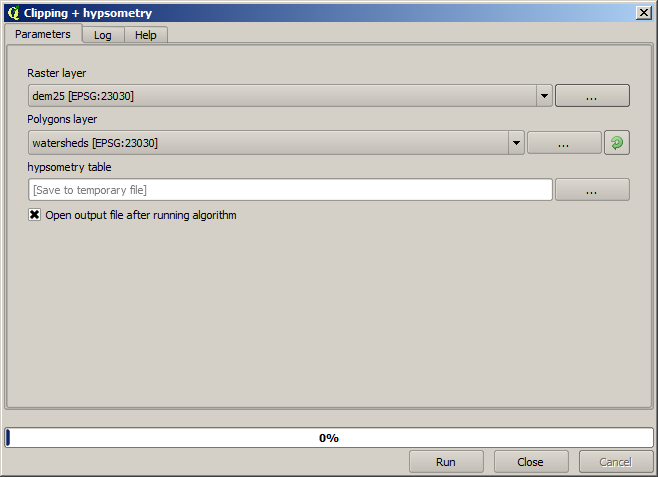 Clipping + hypsometry
Parameters Log Help
Raster layer
dem25 [EPSG:23030] ...
Polygons layer
watersheds [EPSG:23030] ...
hypsometry table
[Save to temporary file] ...
Open output file after running algorithm
0%
Run Close Cancel